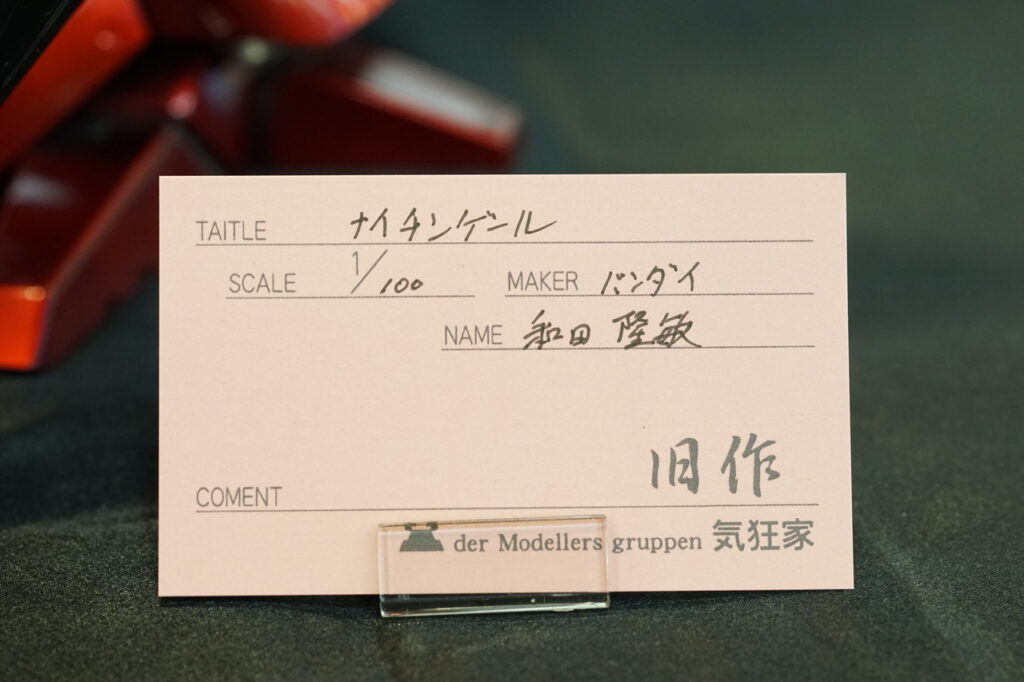 TAITLE ナイチンゲール
SCALE 1/100 MAKER バンダイ
NAME 和田 隆敏
旧作
COMENT
der Modellers gruppen 気狂家